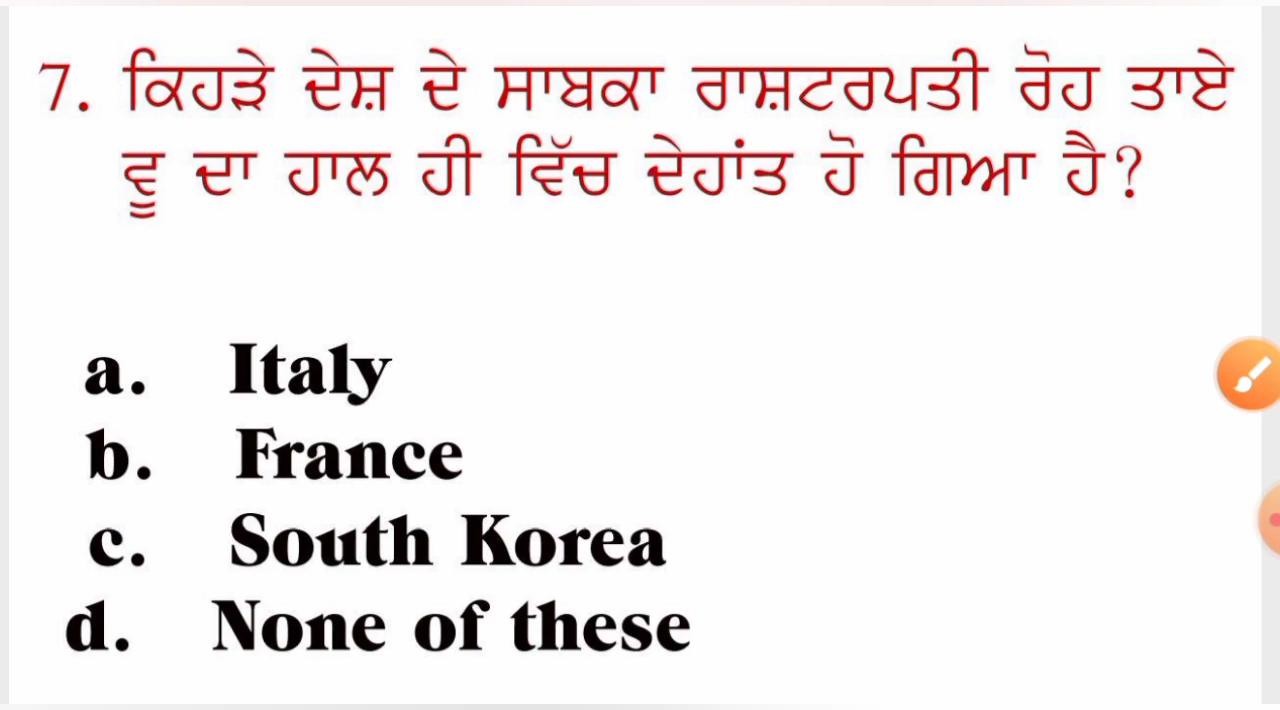 7. ਕਿਹੜੇ ਦੇਸ਼ ਦੇ ਸਾਬਕਾ ਰਾਸ਼ਟਰਪਤੀ ਰੋਹ ਤਾਏ
ਵੂ ਦਾ ਹਾਲ ਹੀ ਵਿੱਚ ਦੇਹਾਂਤ ਹੋ ਗਿਆ ਹੈ?
a. Italy
b. France
c. South Korea
d. None of these